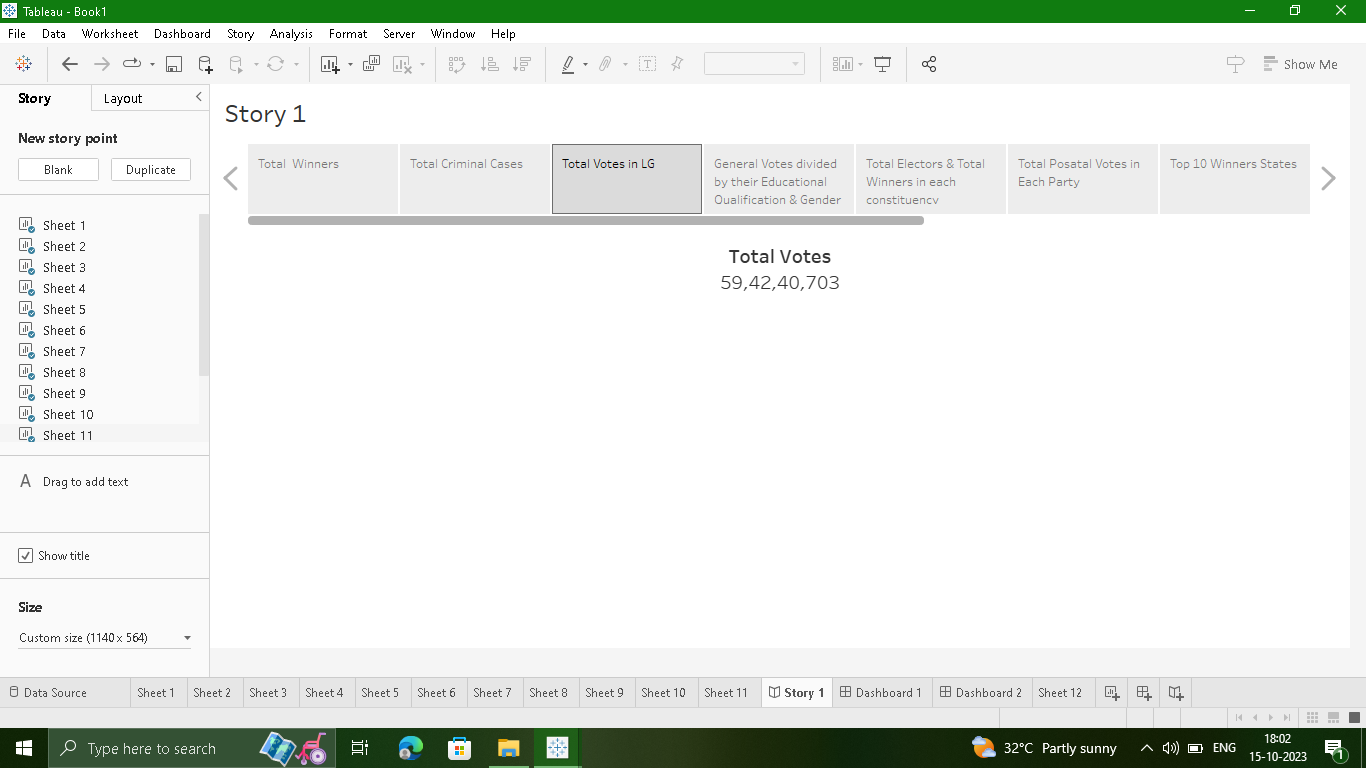 Tableau - Book1
File Data Worksheet Dashboard Story Analysis Format Server Window Help
Show Me
Story Layout
New story point
Blank Duplicate
Sheet 1
Sheet 2
Sheet 3
Sheet 4
Sheet 5
Sheet 6
Sheet 7
Sheet 8
Sheet 9
Sheet 10
Sheet 11
A Drag to add text
Show title
Size
Custom size (1140 x 564)
Story 1
Total Winners
Total Criminal Cases
Total Votes in LG
General Votes divided
by their Educational
Qualification & Gender
Total Electors & Total
Winners in each
constituency
Total Posatal Votes in
Each Party
Top 10 Winners States
Total Votes
59,42,40,703
Data Source Sheet 1 Sheet 2 Sheet 3 Sheet 4 Sheet 5 Sheet 6 Sheet 7 Sheet 8 Sheet 9 Sheet 10 Sheet 11 Story 1 Dashboard 1 Dashboard 2 Sheet 12
Type here to search
32°C Partly sunny
ENG
18:02
15-10-2023
1